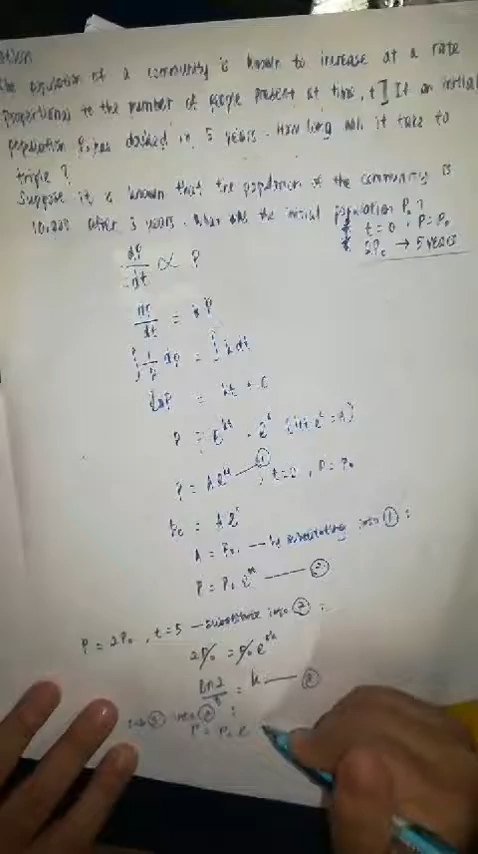 The population of a community is known to increase at a rate
proportional to the number of people present at time, t] If an initial
population P₀ has doubled in 5 years. How long will it take to
triple ?
Suppose it is known that the population of the community is
after 3 years. What was the initial population P₀ ?
* t = 0 , P = P₀
* 2P₀ → 5 years
dP/dt ∝ P
dP/dt = kP
∫ 1/P dP = ∫ k dt
ln P = kt + C
P = e^kt . e^c (let e^c = A)
P = A e^kt — ①
t = 0 , P = P₀
P₀ = A e^0
A = P₀ — by substituting into ① :
P = P₀ e^kt — ②
P = 2P₀ , t = 5 — substitute into ② :
2P₀ = P₀ e^5k
ln 2 / 5 = k — ③
③ into ② :
P = P₀ e